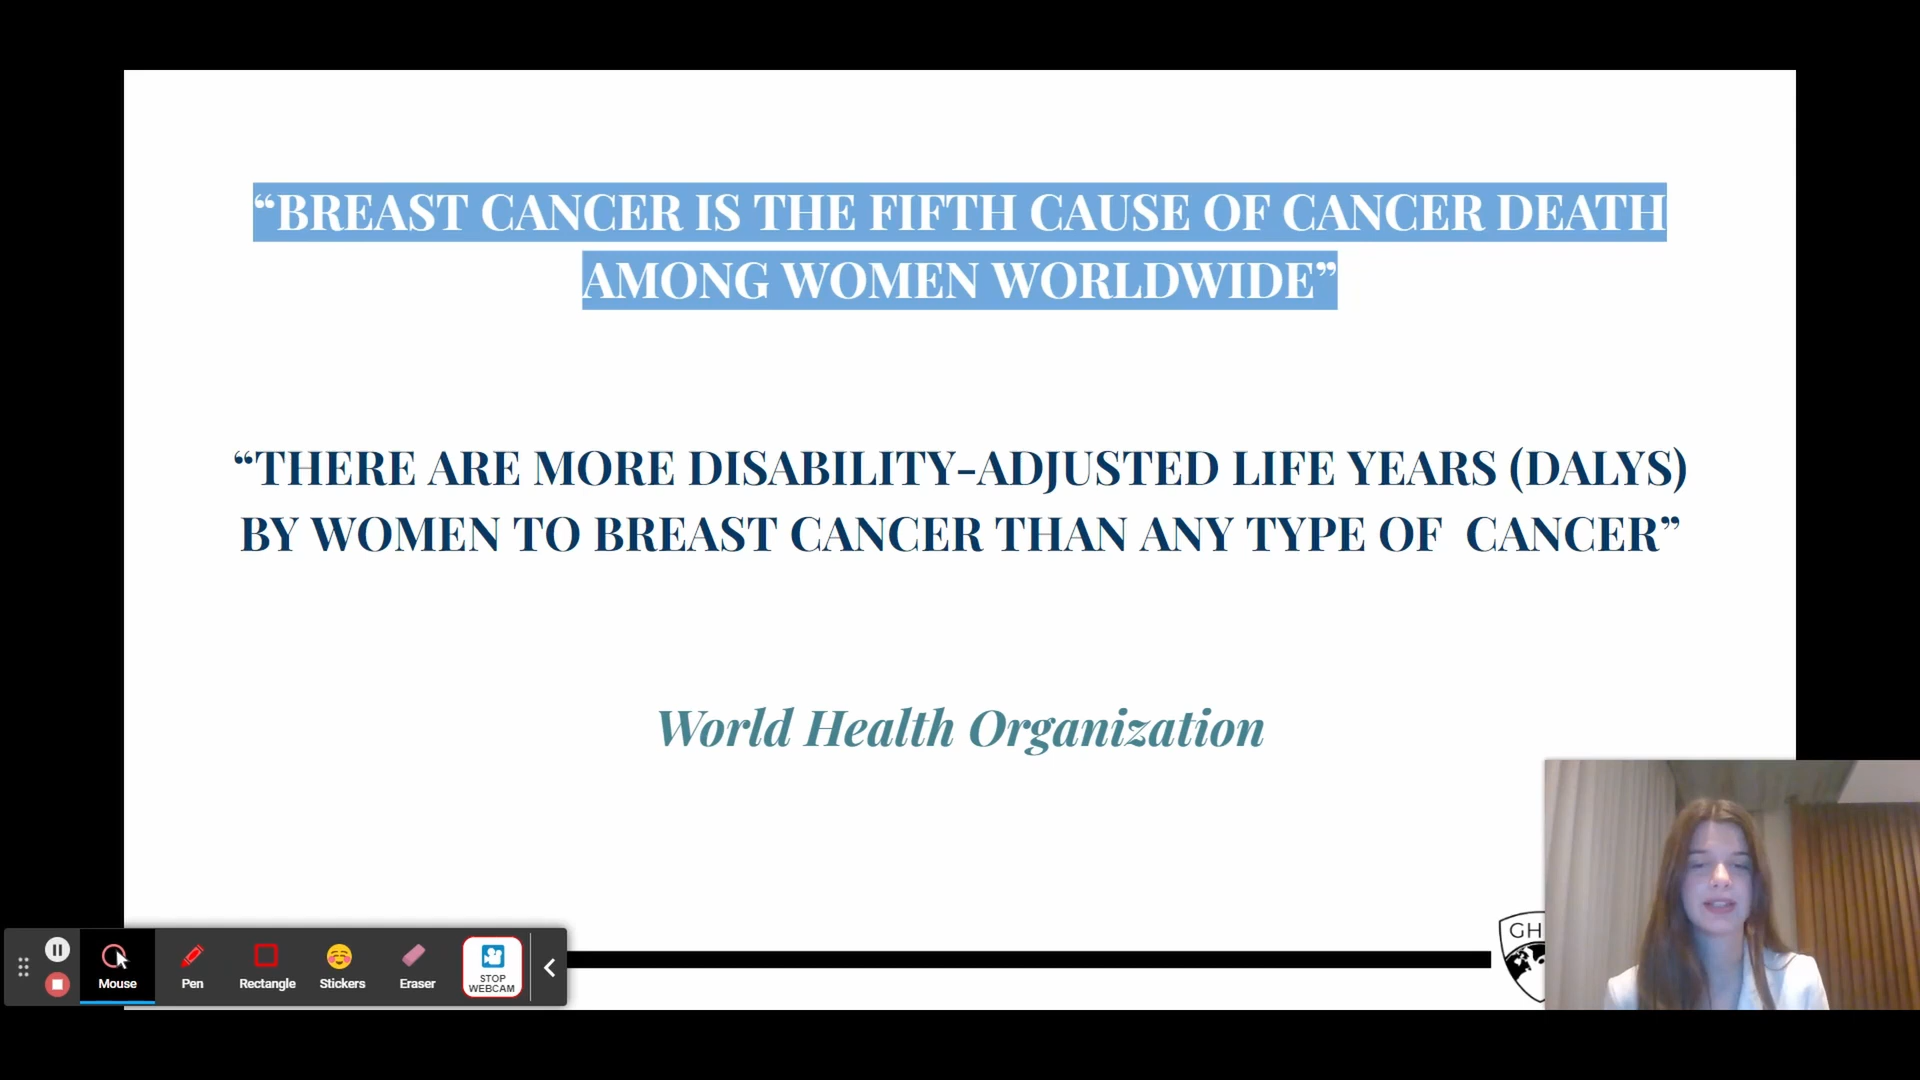 “BREAST CANCER IS THE FIFTH CAUSE OF CANCER DEATH
AMONG WOMEN WORLDWIDE”
“THERE ARE MORE DISABILITY-ADJUSTED LIFE YEARS (DALYS)
BY WOMEN TO BREAST CANCER THAN ANY TYPE OF CANCER”
World Health Organization
GH
Mouse
Pen
Rectangle
Stickers
Eraser
STOP
WEBCAM